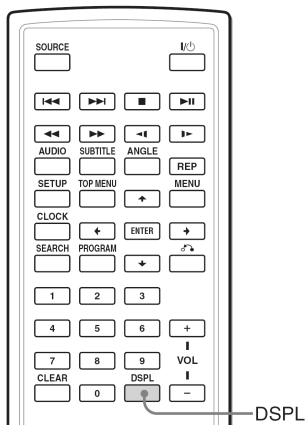 SOURCE I/⏻
⏮ ⏭ ■ ⏯
◀◀ ▶▶ ◀▮ ▮▶
AUDIO SUBTITLE ANGLE
REP
SETUP TOP MENU MENU
↑
CLOCK
← ENTER →
SEARCH PROGRAM
↓
1 2 3
4 5 6 +
7 8 9 VOL
CLEAR DSPL
0 −
DSPL